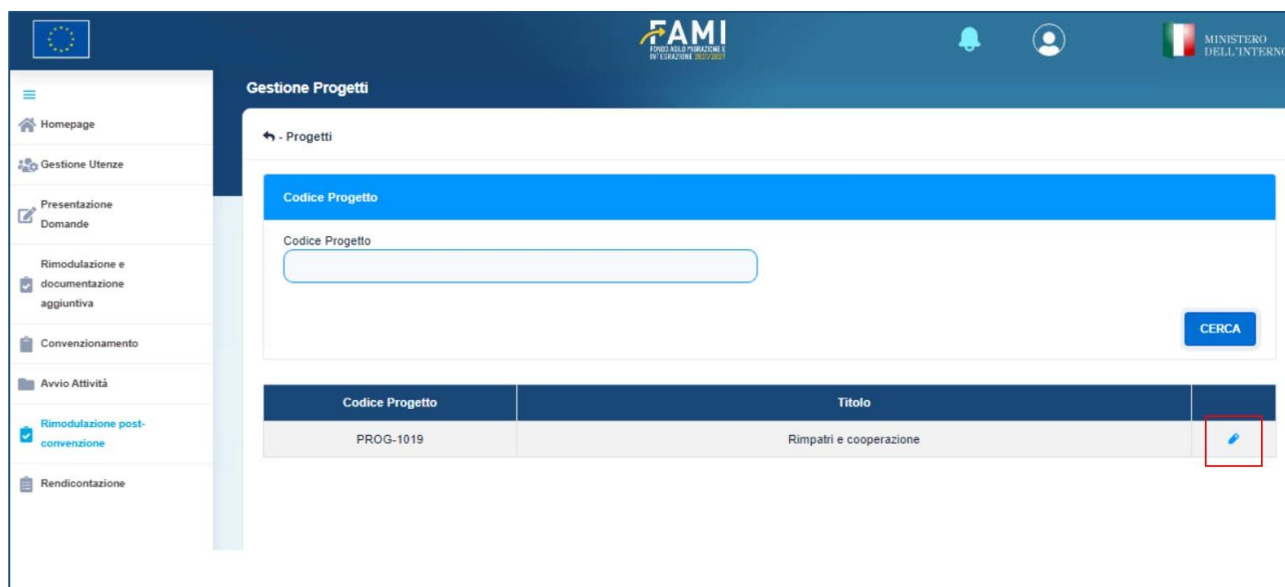 FAMI
FONDO ASILO MIGRAZIONE E
INTEGRAZIONE 2021/2027
MINISTERO
DELL'INTERNO
Gestione Progetti
Homepage
- Progetti
Gestione Utenze
Codice Progetto
Presentazione
Domande
Codice Progetto
Rimodulazione e
documentazione
aggiuntiva
CERCA
Convenzionamento
Avvio Attività
Codice Progetto Titolo
Rimodulazione post-
convenzione
PROG-1019 Rimpatri e cooperazione
Rendicontazione